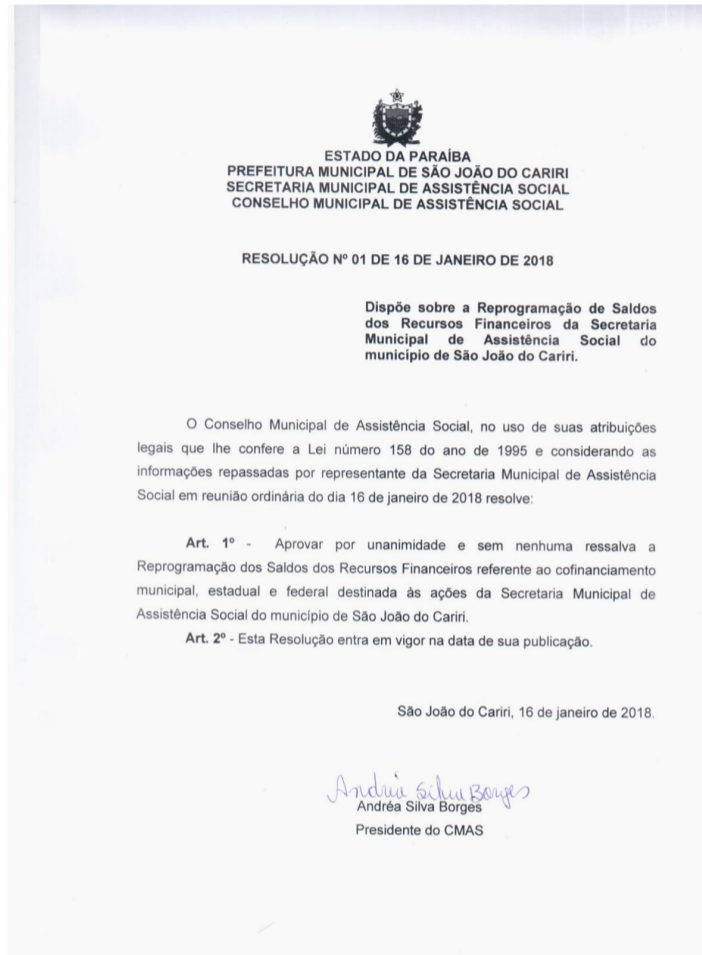 ESTADO DA PARAÍBA
PREFEITURA MUNICIPAL DE SÃO JOÃO DO CARIRI
SECRETARIA MUNICIPAL DE ASSISTÊNCIA SOCIAL
CONSELHO MUNICIPAL DE ASSISTÊNCIA SOCIAL
RESOLUÇÃO Nº 01 DE 16 DE JANEIRO DE 2018
Dispõe sobre a Reprogramação de Saldos
dos Recursos Financeiros da Secretaria
Municipal de Assistência Social do
município de São João do Cariri.
O Conselho Municipal de Assistência Social, no uso de suas atribuições
legais que lhe confere a Lei número 158 do ano de 1995 e considerando as
informações repassadas por representante da Secretaria Municipal de Assistência
Social em reunião ordinária do dia 16 de janeiro de 2018 resolve:
Art. 1º - Aprovar por unanimidade e sem nenhuma ressalva a
Reprogramação dos Saldos dos Recursos Financeiros referente ao cofinanciamento
municipal, estadual e federal destinada às ações da Secretaria Municipal de
Assistência Social do município de São João do Cariri.
Art. 2º - Esta Resolução entra em vigor na data de sua publicação.
São João do Cariri, 16 de janeiro de 2018.
Andréa Silva Borges
Andréa Silva Borges
Presidente do CMAS